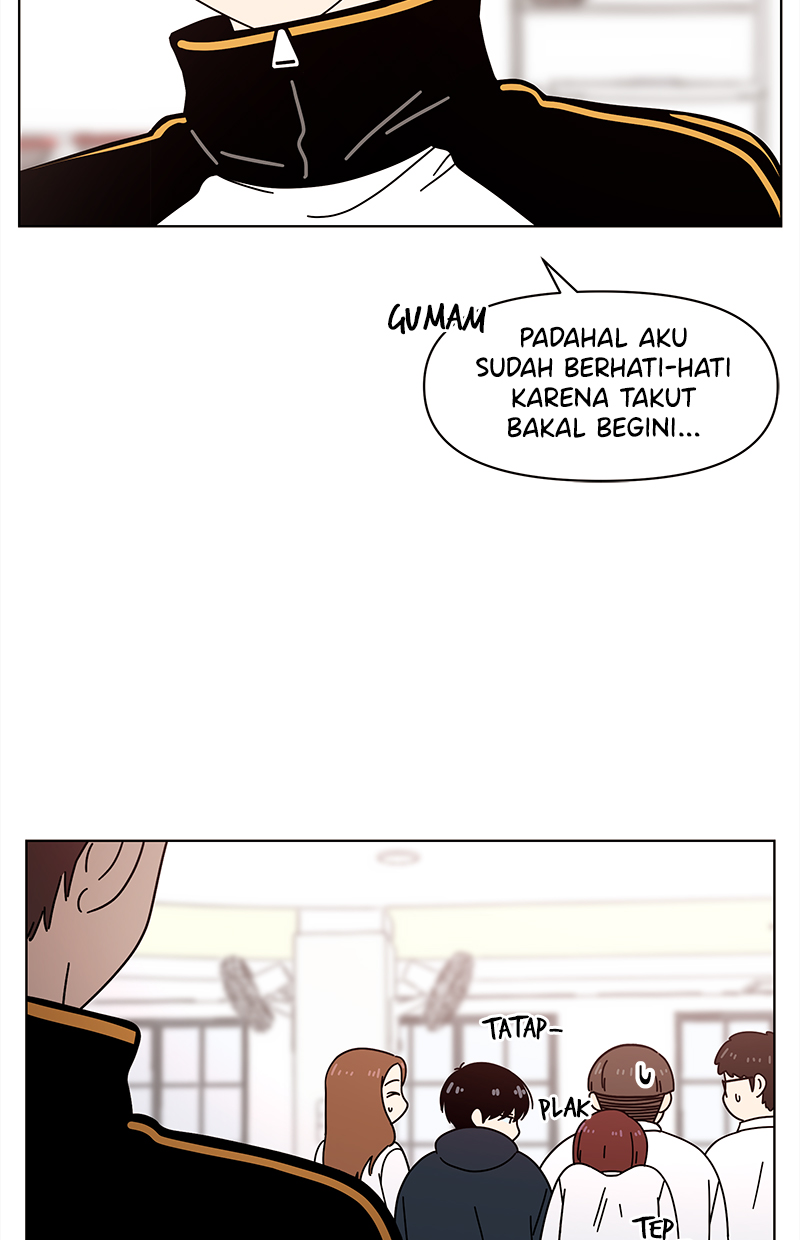 GUMAM
PADAHAL AKU
SUDAH BERHATI-HATI
KARENA TAKUT
BAKAL BEGINI...
TATAP-
PLAK
TEP